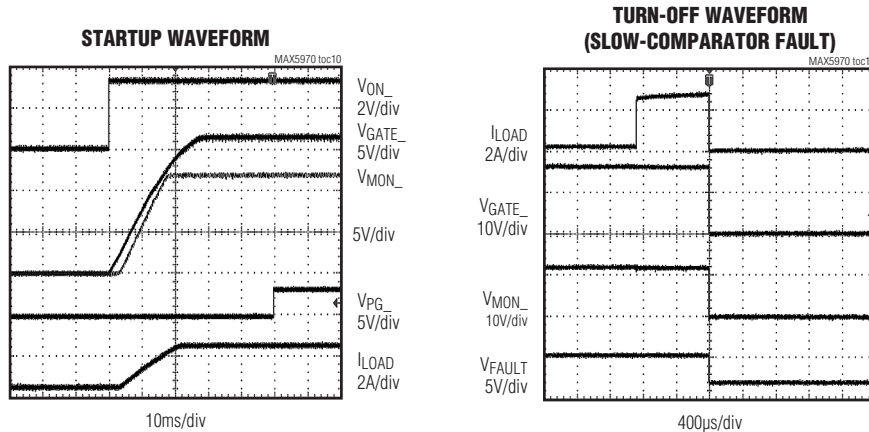 STARTUP WAVEFORM
MAX5970 toc10
VON_
2V/div
VGATE_
5V/div
VMON_
5V/div
VPG_
5V/div
ILOAD
2A/div
10ms/div
TURN-OFF WAVEFORM
(SLOW-COMPARATOR FAULT)
MAX5970 toc1
ILOAD
2A/div
VGATE_
10V/div
VMON_
10V/div
VFAULT
5V/div
400µs/div